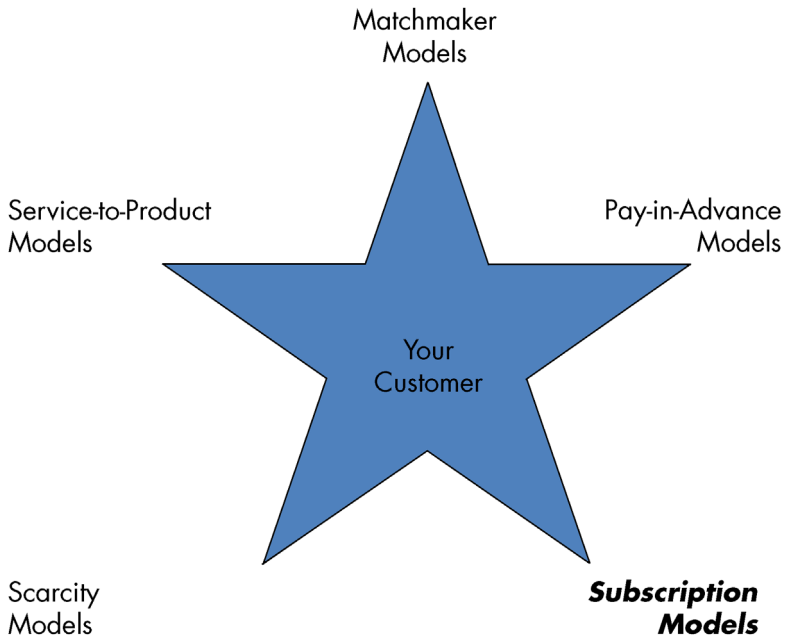 Matchmaker
Models
Service-to-Product
Models
Pay-in-Advance
Models
Your
Customer
Scarcity
Models
Subscription
Models